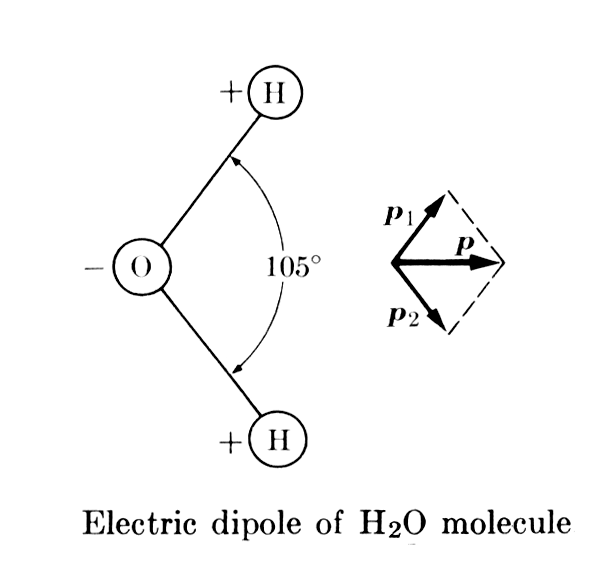 + H
p1
p
− O
105°
p2
+ H
Electric dipole of H2O molecule